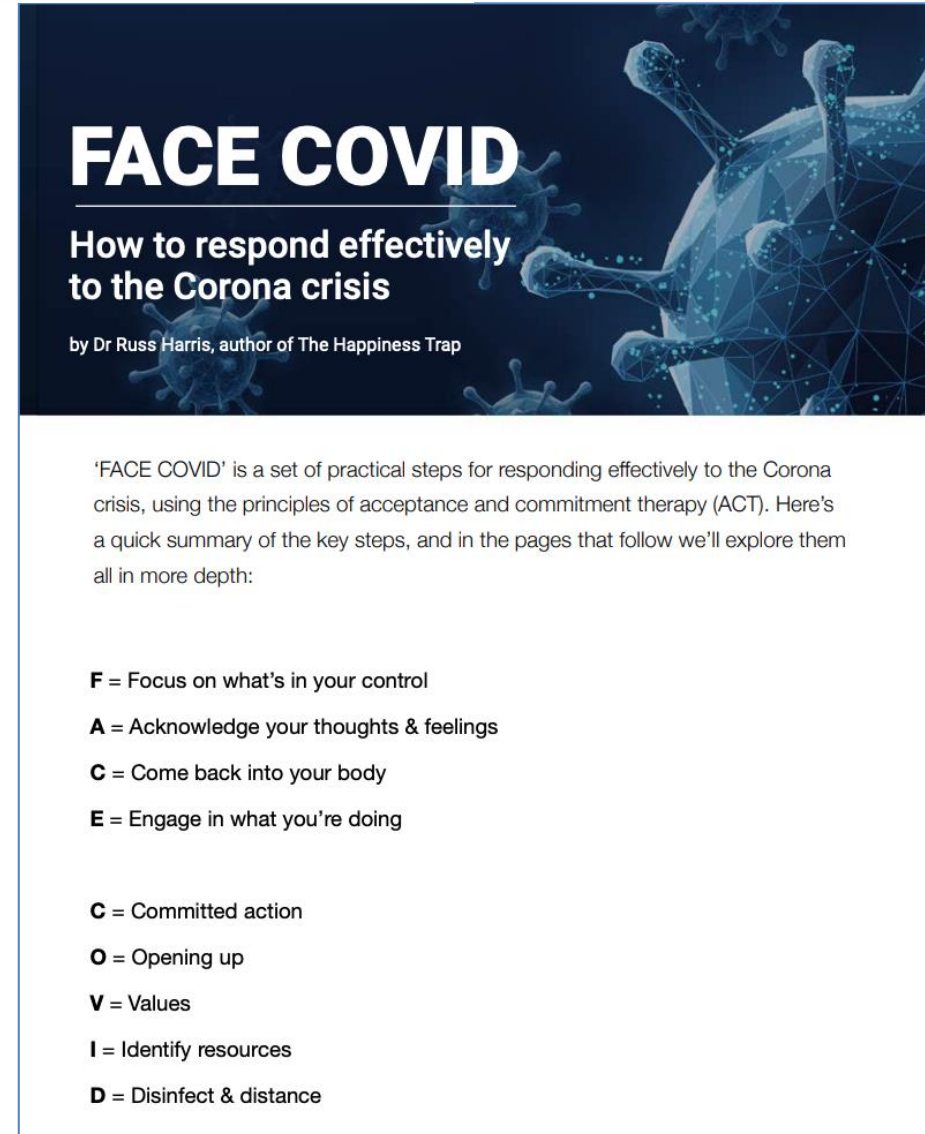 FACE COVID
How to respond effectively
to the Corona crisis
by Dr Russ Harris, author of The Happiness Trap
‘FACE COVID’ is a set of practical steps for responding effectively to the Corona
crisis, using the principles of acceptance and commitment therapy (ACT). Here’s
a quick summary of the key steps, and in the pages that follow we’ll explore them
all in more depth:
F = Focus on what’s in your control
A = Acknowledge your thoughts & feelings
C = Come back into your body
E = Engage in what you’re doing
C = Committed action
O = Opening up
V = Values
I = Identify resources
D = Disinfect & distance